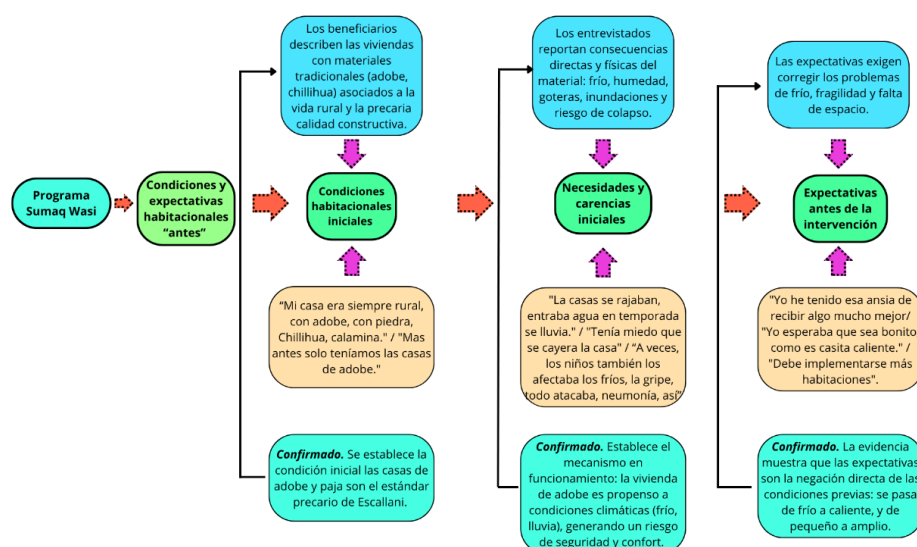 Los beneficiarios
describen las viviendas
con materiales
tradicionales (adobe,
chillihua) asociados a la
vida rural y la precaria
calidad constructiva.
Los entrevistados
reportan consecuencias
directas y físicas del
material: frío, humedad,
goteras, inundaciones y
riesgo de colapso.
Las expectativas exigen
corregir los problemas
de frío, fragilidad y falta
de espacio.
Programa
Sumaq Wasi
Condiciones y
expectativas
habitacionales
“antes”
Condiciones
habitacionales
iniciales
Necesidades y
carencias
iniciales
Expectativas
antes de la
intervención
“Mi casa era siempre rural,
con adobe, con piedra,
Chillihua, calamina." / "Mas
antes solo teníamos las casas
de adobe."
"La casas se rajaban,
entraba agua en temporada
se lluvia." / "Tenía miedo que
se cayera la casa" / “A veces,
los niños también los
afectaba los fríos, la gripe,
todo atacaba, neumonía, así”
"Yo he tenido esa ansia de
recibir algo mucho mejor/
"Yo esperaba que sea bonito
como es casita caliente." /
"Debe implementarse más
habitaciones".
Confirmado. Se establece la
condición inicial las casas de
adobe y paja son el estándar
precario de Escallani.
Confirmado. Establece el
mecanismo en
funcionamiento: la vivienda
de adobe es propenso a
condiciones climáticas (frío,
lluvia), generando un riesgo
de seguridad y confort.
Confirmado. La evidencia
muestra que las expectativas
son la negación directa de las
condiciones previas: se pasa
de frío a caliente, y de
pequeño a amplio.